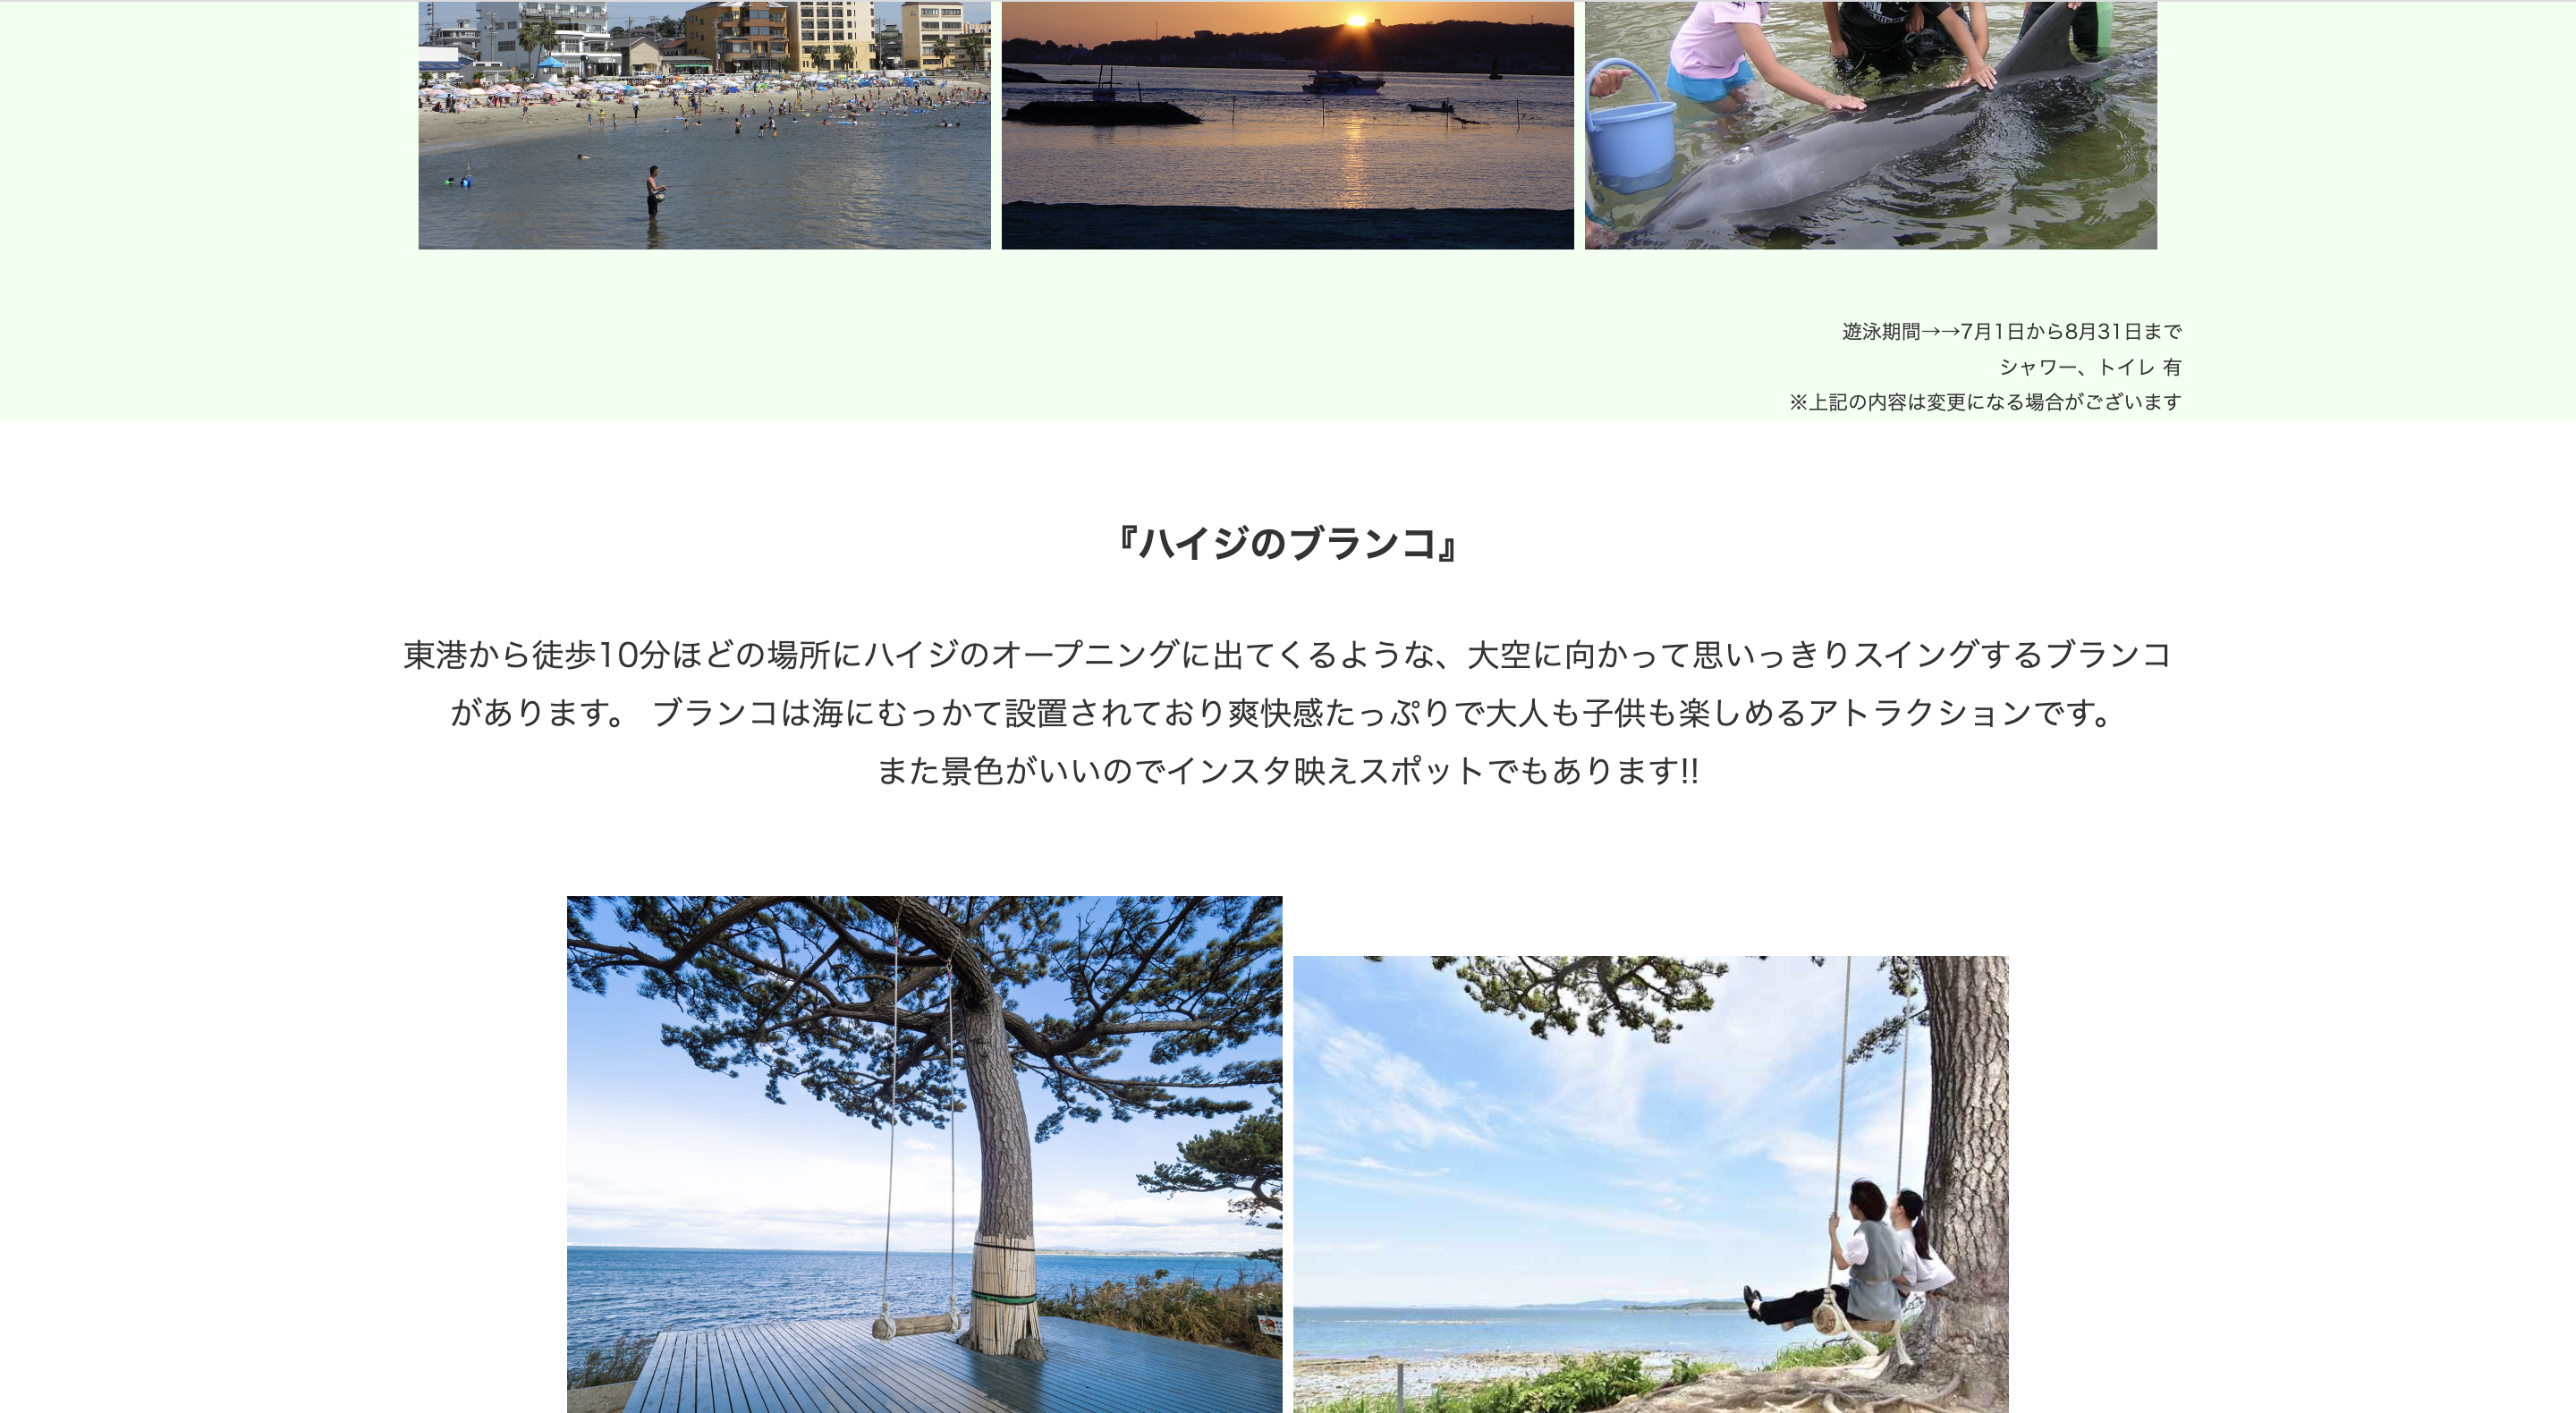 遊泳期間→→7月1日から8月31日まで
シャワー、トイレ 有
※上記の内容は変更になる場合がございます
『ハイジのブランコ』
東港から徒歩10分ほどの場所にハイジのオープニングに出てくるような、大空に向かって思いっきりスイングするブランコ
があります。 ブランコは海にむっかて設置されており爽快感たっぷりで大人も子供も楽しめるアトラクションです。
また景色がいいのでインスタ映えスポットでもあります!!